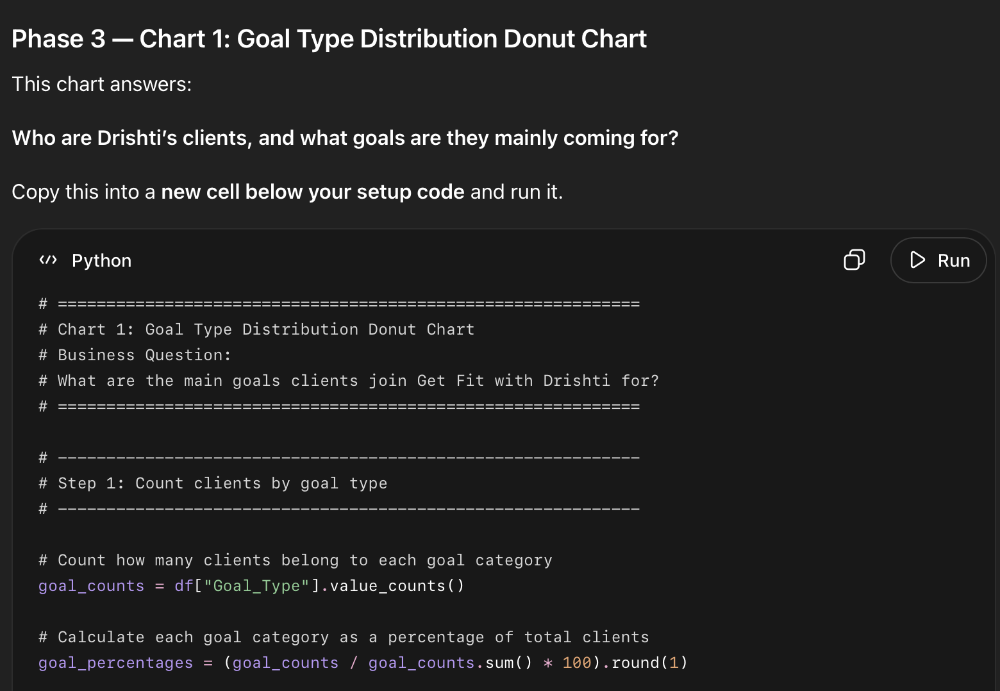 Phase 3 — Chart 1: Goal Type Distribution Donut Chart
This chart answers:
Who are Drishti’s clients, and what goals are they mainly coming for?
Copy this into a new cell below your setup code and run it.
</> Python
Run
# ============================================================
# Chart 1: Goal Type Distribution Donut Chart
# Business Question:
# What are the main goals clients join Get Fit with Drishti for?
# ============================================================
# ------------------------------------------------------------
# Step 1: Count clients by goal type
# ------------------------------------------------------------
# Count how many clients belong to each goal category
goal_counts = df["Goal_Type"].value_counts()
# Calculate each goal category as a percentage of total clients
goal_percentages = (goal_counts / goal_counts.sum() * 100).round(1)